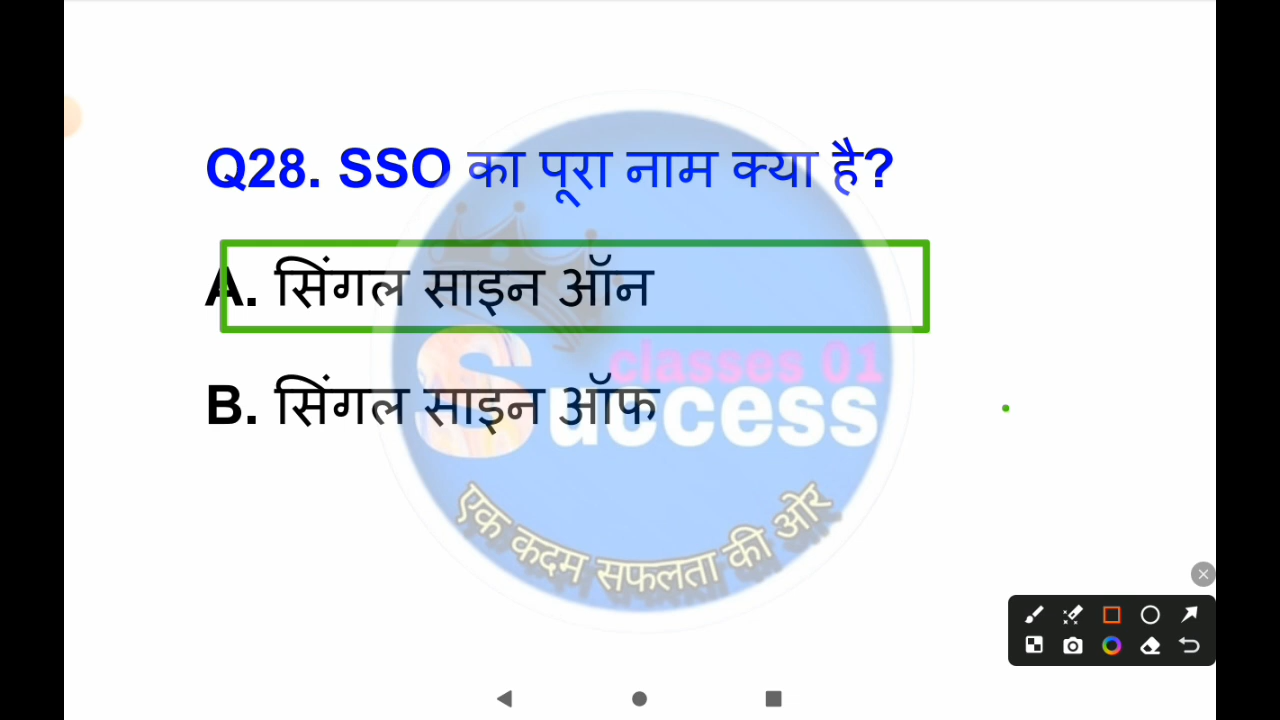 Q28. SSO का पूरा नाम क्या है?
A. सिंगल साइन ऑन
classes 01
Success
B. सिंगल साइन ऑफ
एक कदम सफलता की ओर